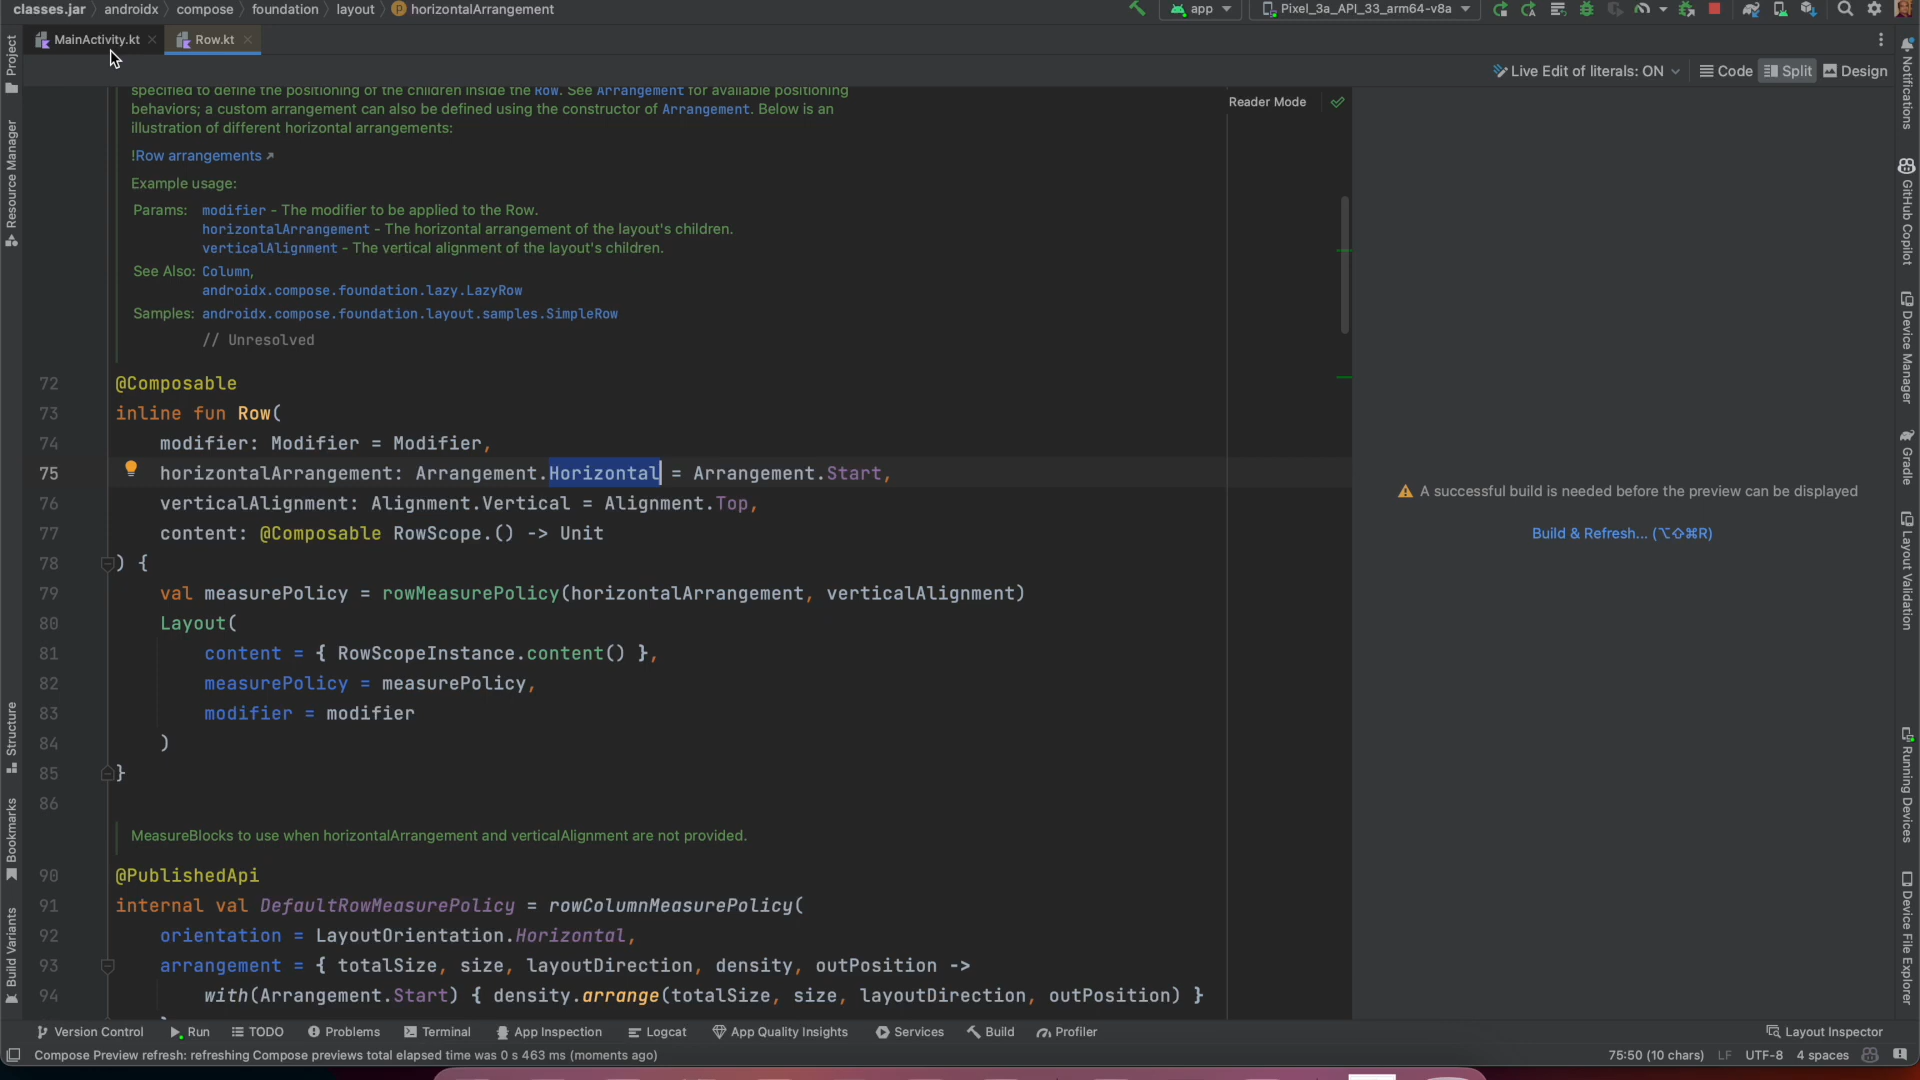 classes.jar androidx compose foundation layout horizontalArrangement
app Pixel_3a_API_33_arm64-v8a
MainActivity.kt Row.kt
Live Edit of literals: ON Code Split Design
specified to define the positioning of the children inside the Row. See Arrangement for available positioning
behaviors; a custom arrangement can also be defined using the constructor of Arrangement. Below is an
illustration of different horizontal arrangements:
Reader Mode
!Row arrangements ↗
Example usage:
Params: modifier - The modifier to be applied to the Row.
horizontalArrangement - The horizontal arrangement of the layout's children.
verticalAlignment - The vertical alignment of the layout's children.
See Also: Column,
androidx.compose.foundation.lazy.LazyRow
Samples: androidx.compose.foundation.layout.samples.SimpleRow
// Unresolved
72 @Composable
73 inline fun Row(
74 modifier: Modifier = Modifier,
75 horizontalArrangement: Arrangement.Horizontal = Arrangement.Start,
76 verticalAlignment: Alignment.Vertical = Alignment.Top,
77 content: @Composable RowScope.() -> Unit
78 ) {
79 val measurePolicy = rowMeasurePolicy(horizontalArrangement, verticalAlignment)
80 Layout(
81 content = { RowScopeInstance.content() },
82 measurePolicy = measurePolicy,
83 modifier = modifier
84 )
85 }
86
MeasureBlocks to use when horizontalArrangement and verticalAlignment are not provided.
90 @PublishedApi
91 internal val DefaultRowMeasurePolicy = rowColumnMeasurePolicy(
92 orientation = LayoutOrientation.Horizontal,
93 arrangement = { totalSize, size, layoutDirection, density, outPosition ->
94 with(Arrangement.Start) { density.arrange(totalSize, size, layoutDirection, outPosition) }
A successful build is needed before the preview can be displayed
Build & Refresh... (⌥⇧⌘R)
Project
Resource Manager
Structure
Bookmarks
Build Variants
Notifications
GitHub Copilot
Device Manager
Gradle
Layout Validation
Running Devices
Device File Explorer
Version Control Run TODO Problems Terminal App Inspection Logcat App Quality Insights Services Build Profiler Layout Inspector
Compose Preview refresh: refreshing Compose previews total elapsed time was 0 s 463 ms (moments ago) 75:50 (10 chars) LF UTF-8 4 spaces